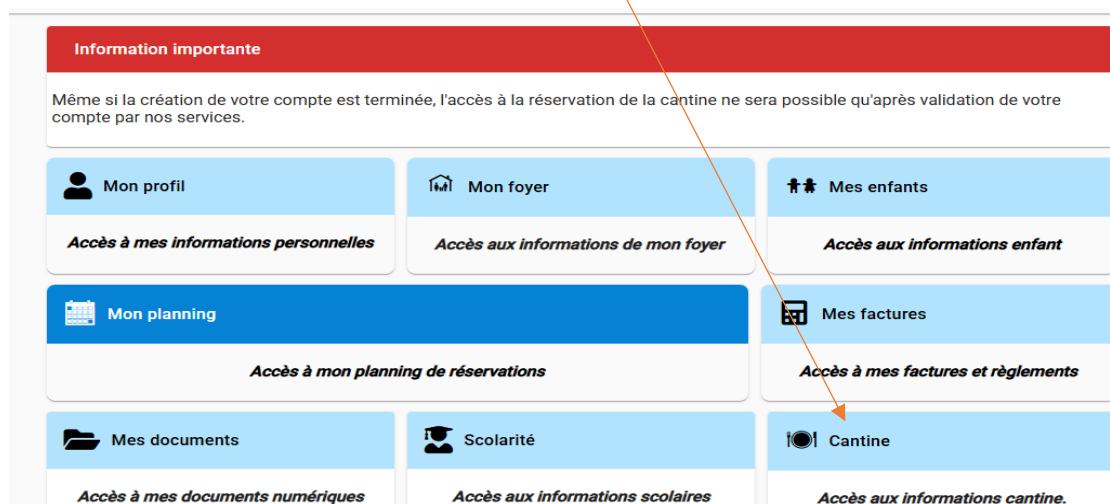 Information importante
Même si la création de votre compte est terminée, l'accès à la réservation de la cantine ne sera possible qu'après validation de votre
compte par nos services.
Mon profil
Mon foyer
Mes enfants
Accès à mes informations personnelles
Accès aux informations de mon foyer
Accès aux informations enfant
Mon planning
Mes factures
Accès à mon planning de réservations
Accès à mes factures et règlements
Mes documents
Scolarité
Cantine
Accès à mes documents numériques
Accès aux informations scolaires
Accès aux informations cantine.